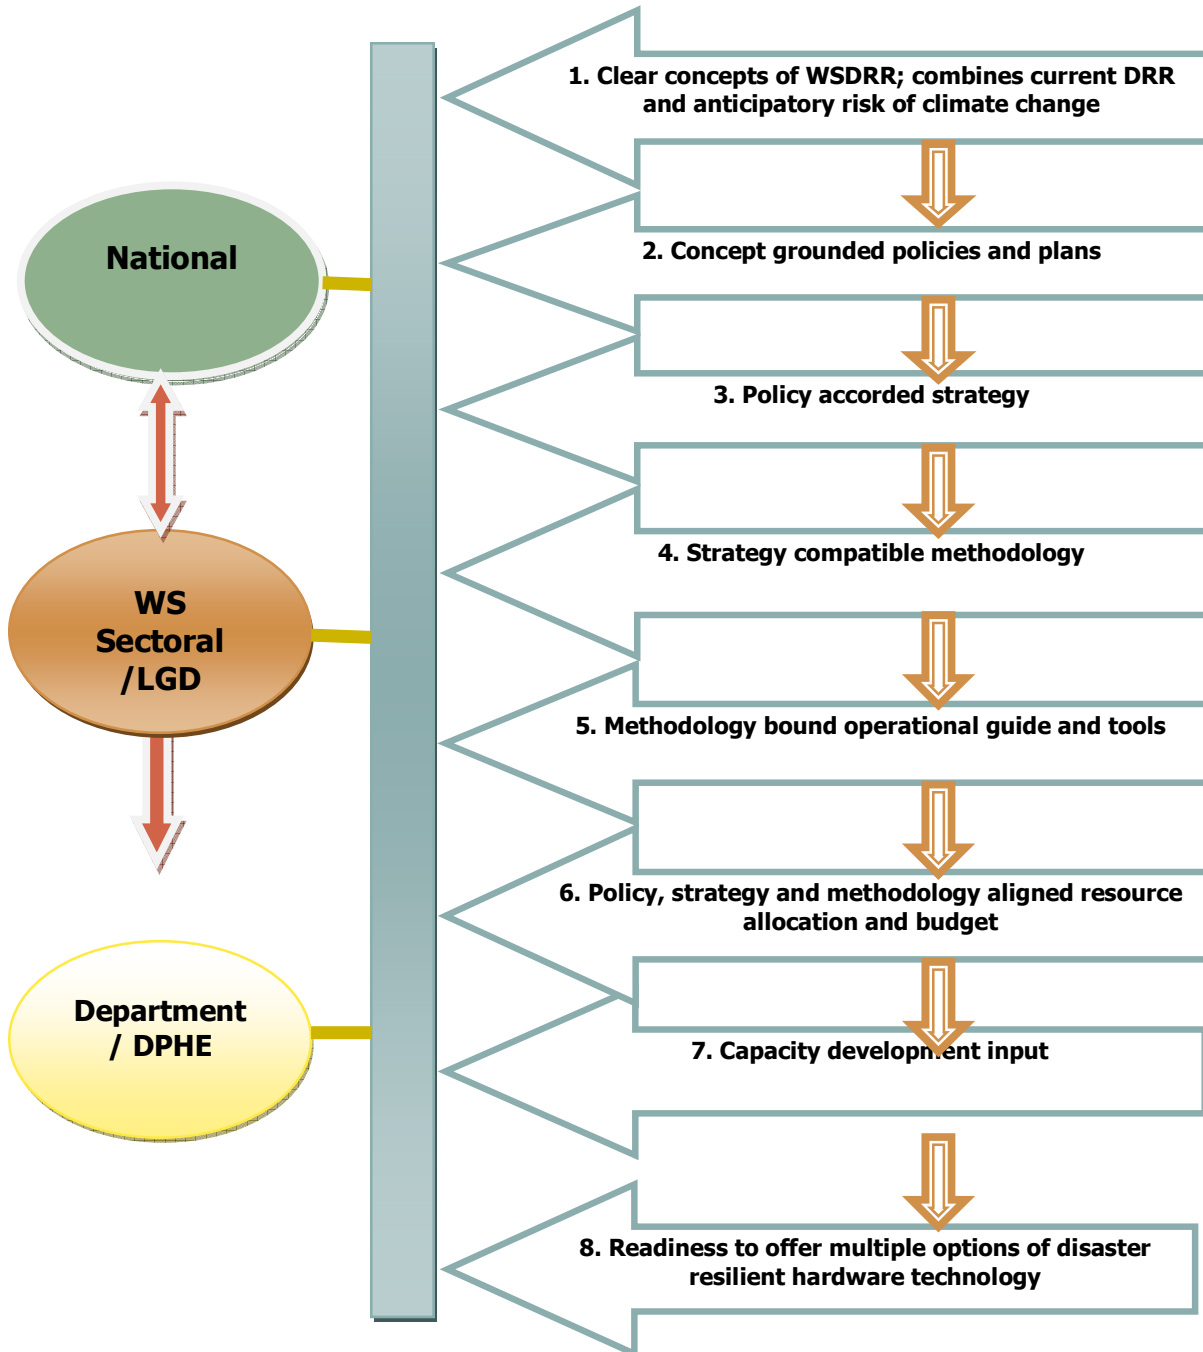 National
WS
Sectoral
/LGD
Department
/ DPHE
1. Clear concepts of WSDRR; combines current DRR
and anticipatory risk of climate change
2. Concept grounded policies and plans
3. Policy accorded strategy
4. Strategy compatible methodology
5. Methodology bound operational guide and tools
6. Policy, strategy and methodology aligned resource
allocation and budget
7. Capacity development input
8. Readiness to offer multiple options of disaster
resilient hardware technology